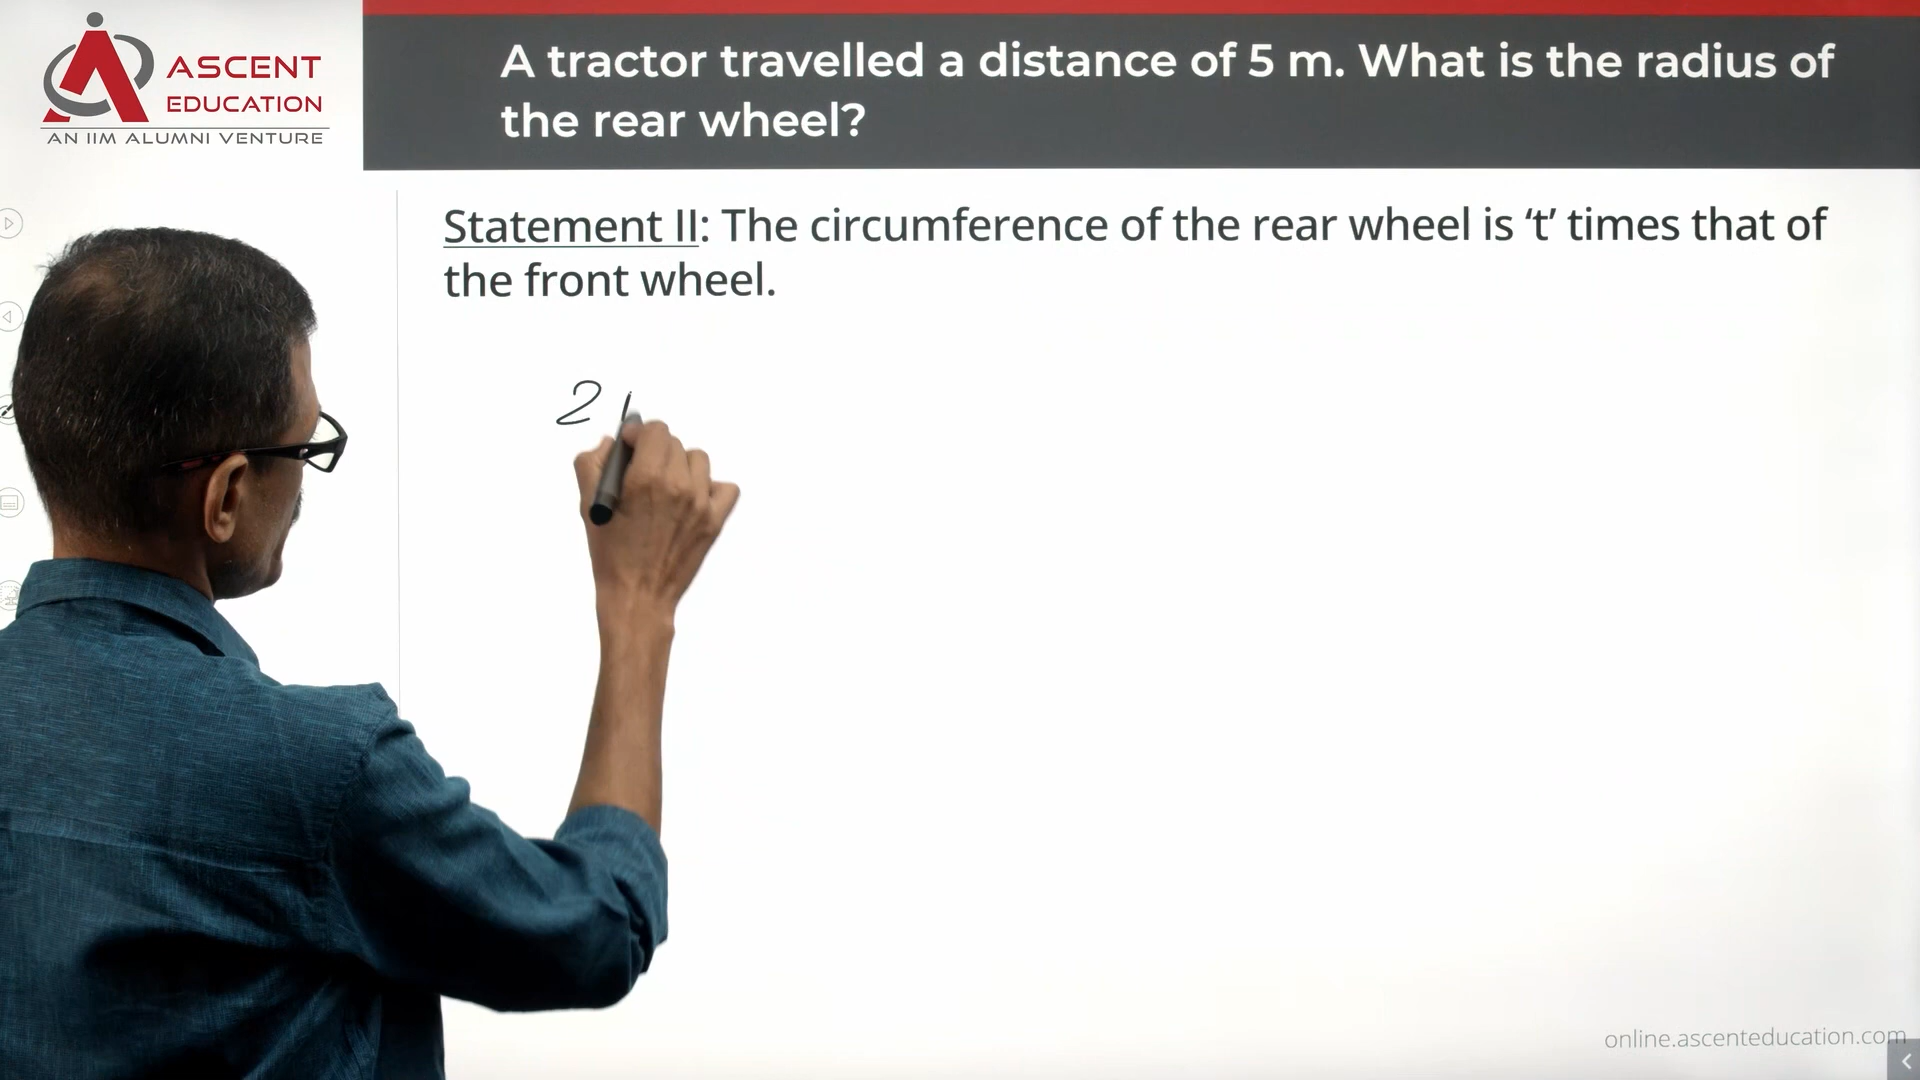 ASCENT
EDUCATION
AN IIM ALUMNI VENTURE
A tractor travelled a distance of 5 m. What is the radius of
the rear wheel?
Statement II: The circumference of the rear wheel is ‘t’ times that of
the front wheel.
2
online.ascenteducation.com